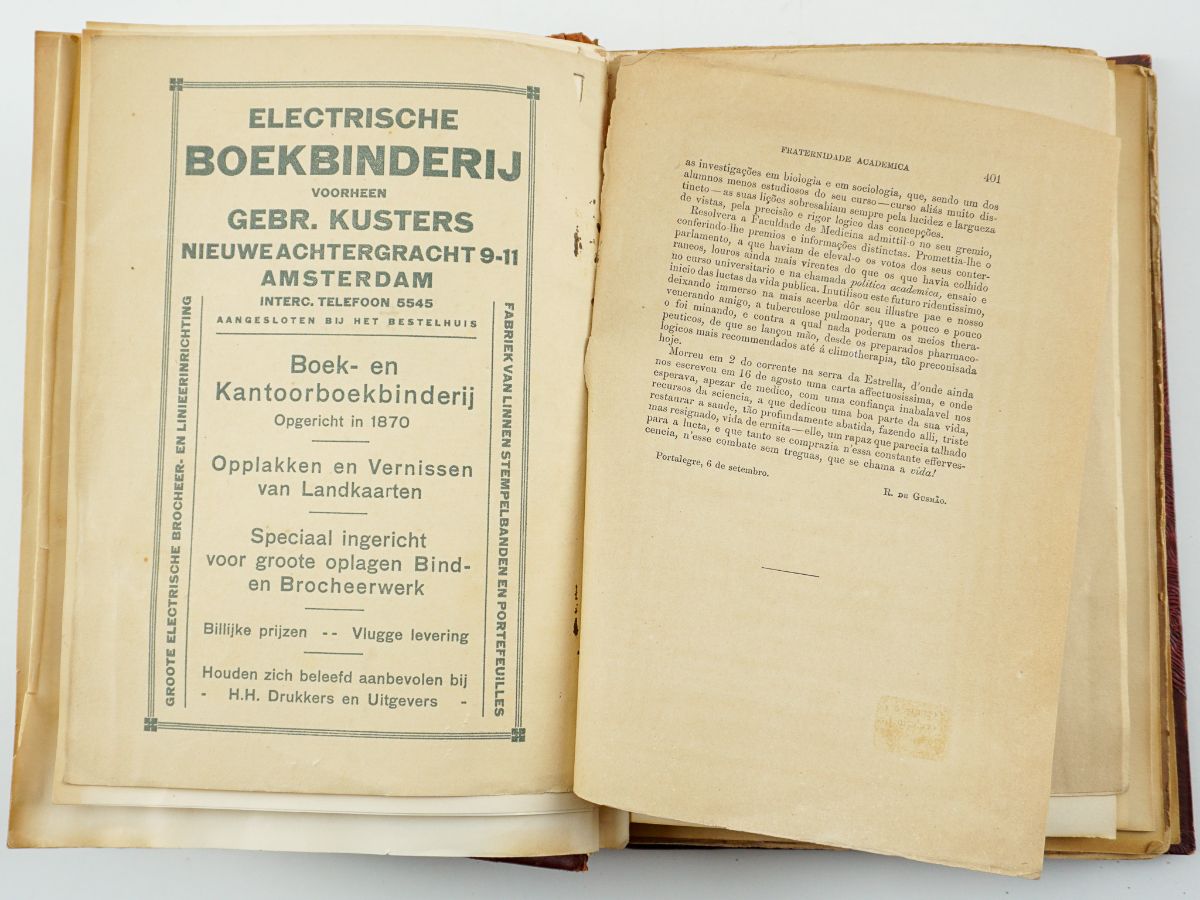 ELECTRISCHE
BOEKBINDERIJ
VOORHEEN
GEBR. KUSTERS
NIEUWE ACHTERGRACHT 9-11
AMSTERDAM
INTERC. TELEFOON 5545
AANGESLOTEN BIJ HET BESTELHUIS
GROOTE ELECTRISCHE BROCHEER- EN LINIEERINRICHTING
Boek- en
Kantoorboekbinderij
Opgericht in 1870
Opplakken en Vernissen
van Landkaarten
Speciaal ingericht
voor groote oplagen Bind-
en Brocheerwerk
Billijke prijzen -- Vlugge levering
Houden zich beleefd aanbevolen bij
- H.H. Drukkers en Uitgevers -
FABRIEK VAN LINNEN STEMPELBANDEN EN PORTEFEUILLES
FRATERNIDADE ACADEMICA
401
as investigações em biologia e em sociologia, que, sendo um dos
alumnos menos estudiosos do seu curso—curso aliás muito dis-
tincto—as suas lições sobresahiam sempre pela lucidez e largueza
de vistas, pela precisão e rigor logico das concepções.
Resolvera a Faculdade de Medicina admittil-o no seu gremio,
conferindo-lhe premios e informações distinctas. Promettia-lhe o
parlamento, a que haviam de eleval-o os votos dos seus conter-
raneos, louros ainda mais virentes do que os que havia colhido
no curso universitario e na chamada politica academica, ensaio e
inicio das luctas da vida publica. Inutilisou este futuro ridentissimo,
deixando immerso na mais acerba dôr seu illustre pae e nosso
venerando amigo, a tuberculose pulmonar, que a pouco e pouco
o foi minando, e contra a qual nada poderam os meios thera-
peuticos, de que se lançou mão, desde os preparados pharmaco-
logicos mais recommendados até á climotherapia, tão preconisada
hoje.
Morreu em 2 do corrente na serra da Estrella, d'onde ainda
nos escreveu em 16 de agosto uma carta affectuosissima, e onde
esperava, apezar de medico, com uma confiança inabalavel nos
recursos da sciencia, a que dedicou uma boa parte da sua vida,
restaurar a saude, tão profundamente abatida, fazendo alli, triste
mas resignado, vida de ermita—elle, um rapaz que parecia talhado
para a lucta, e que tanto se comprazia n'essa constante efferves-
cencia, n'esse combate sem treguas, que se chama a vida!
Portalegre, 6 de setembro.
R. DE GUSMÃO.